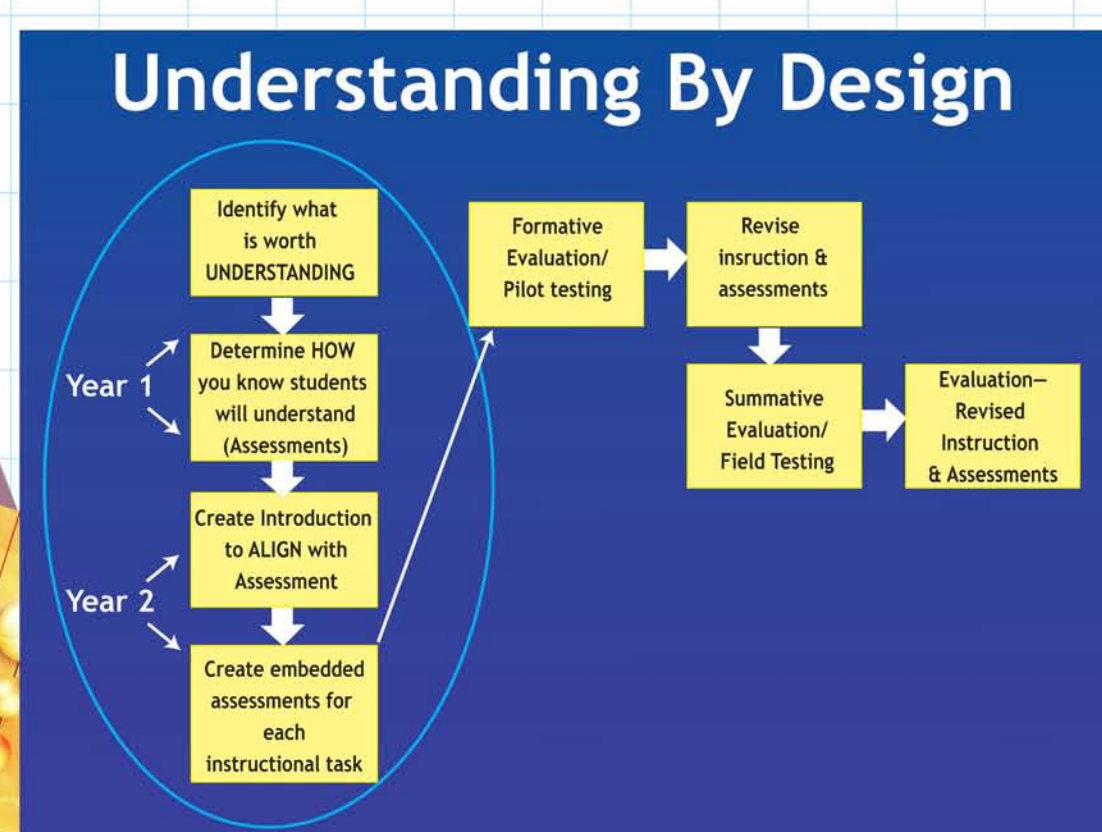 Understanding By Design
Identify what
is worth
UNDERSTANDING
Year 1
Determine HOW
you know students
will understand
(Assessments)
Create Introduction
to ALIGN with
Assessment
Year 2
Create embedded
assessments for
each
instructional task
Formative
Evaluation/
Pilot testing
Revise
insruction &
assessments
Summative
Evaluation/
Field Testing
Evaluation—
Revised
Instruction
& Assessments